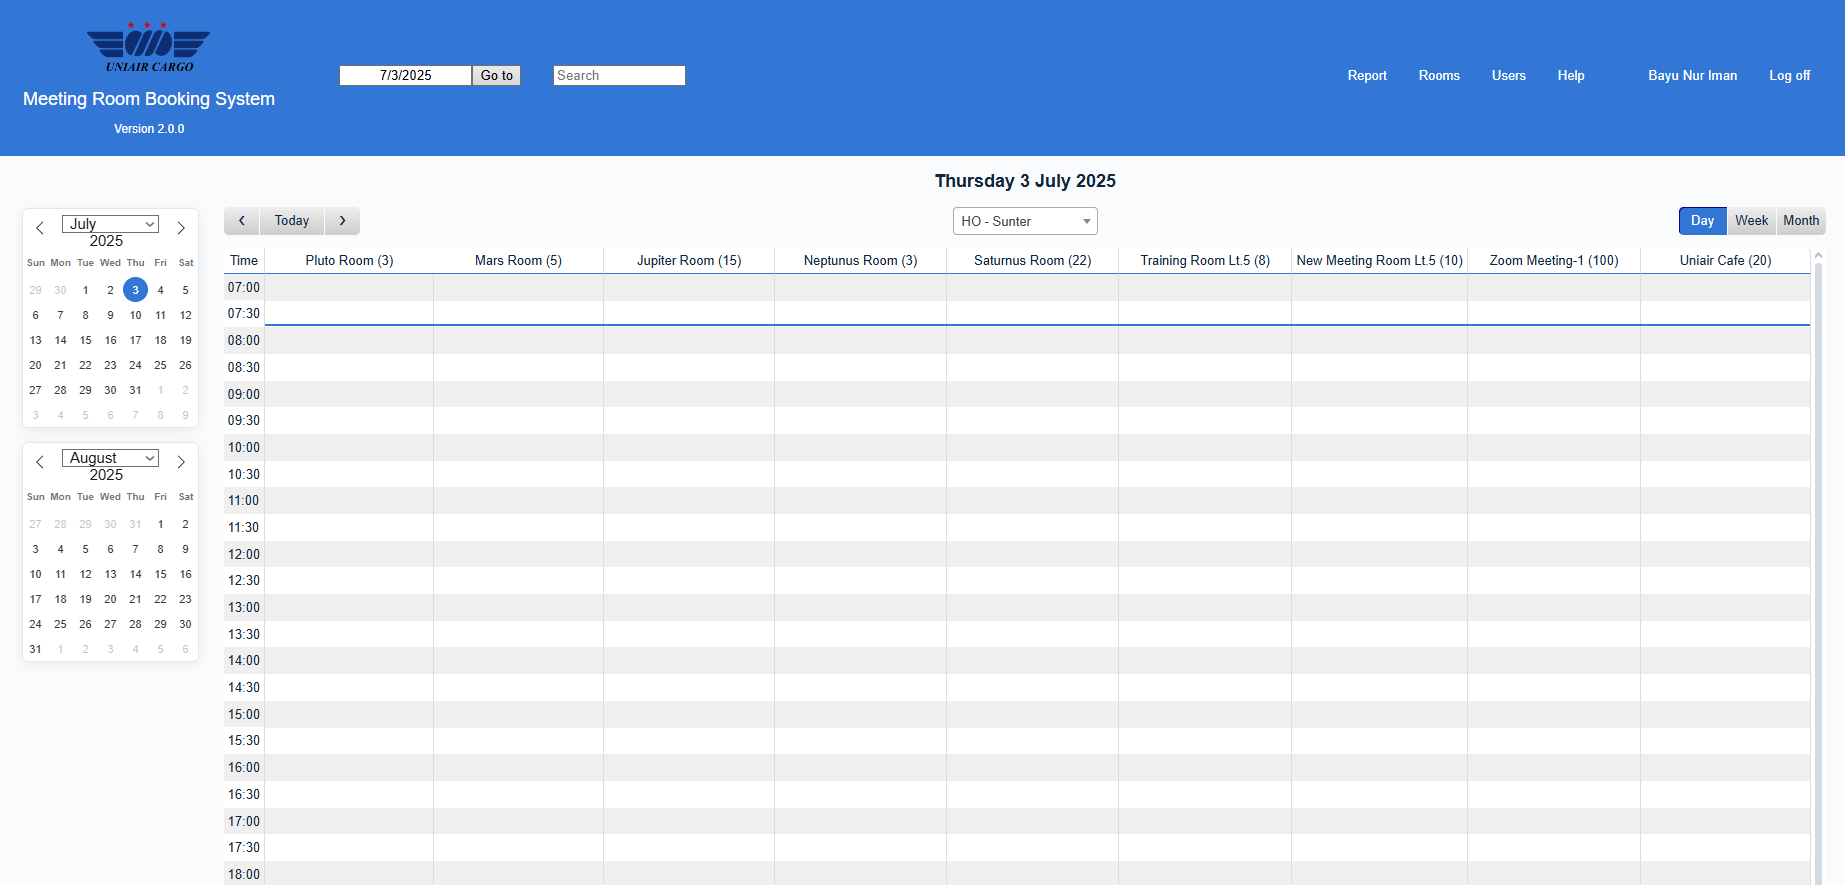 UNIAIR CARGO
Meeting Room Booking System
Version 2.0.0
7/3/2025 Go to Search
Report Rooms Users Help Bayu Nur Iman Log off
Thursday 3 July 2025
July
2025
Sun Mon Tue Wed Thu Fri Sat
29 30 1 2 3 4 5
6 7 8 9 10 11 12
13 14 15 16 17 18 19
20 21 22 23 24 25 26
27 28 29 30 31 1 2
3 4 5 6 7 8 9
August
2025
Sun Mon Tue Wed Thu Fri Sat
27 28 29 30 31 1 2
3 4 5 6 7 8 9
10 11 12 13 14 15 16
17 18 19 20 21 22 23
24 25 26 27 28 29 30
31 1 2 3 4 5 6
Today
HO - Sunter
Day Week Month
Time Pluto Room (3) Mars Room (5) Jupiter Room (15) Neptunus Room (3) Saturnus Room (22) Training Room Lt.5 (8) New Meeting Room Lt.5 (10) Zoom Meeting-1 (100) Uniair Cafe (20)
07:00
07:30
08:00
08:30
09:00
09:30
10:00
10:30
11:00
11:30
12:00
12:30
13:00
13:30
14:00
14:30
15:00
15:30
16:00
16:30
17:00
17:30
18:00